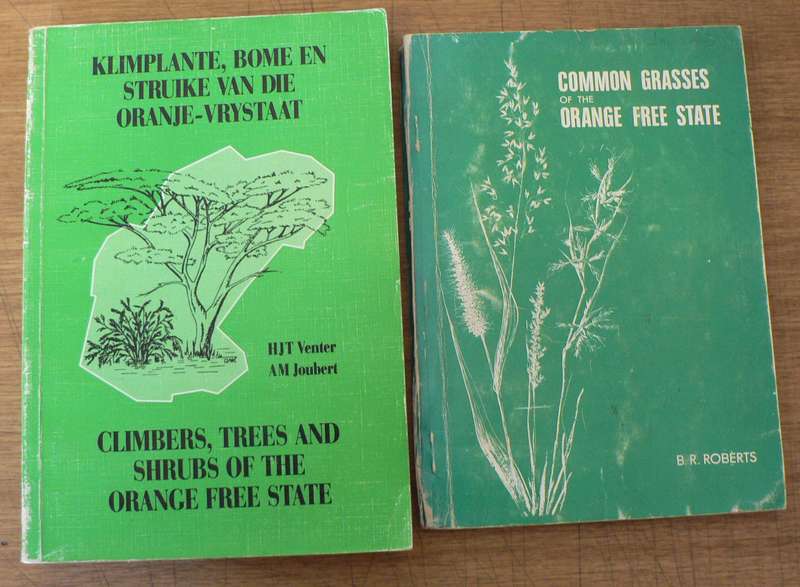 KLIMPLANTE, BOME EN
STRUIKE VAN DIE
ORANJE-VRYSTAAT
HJT Venter
AM Joubert
CLIMBERS, TREES AND
SHRUBS OF THE
ORANGE FREE STATE
COMMON GRASSES
OF THE
ORANGE FREE STATE
B. R. ROBERTS